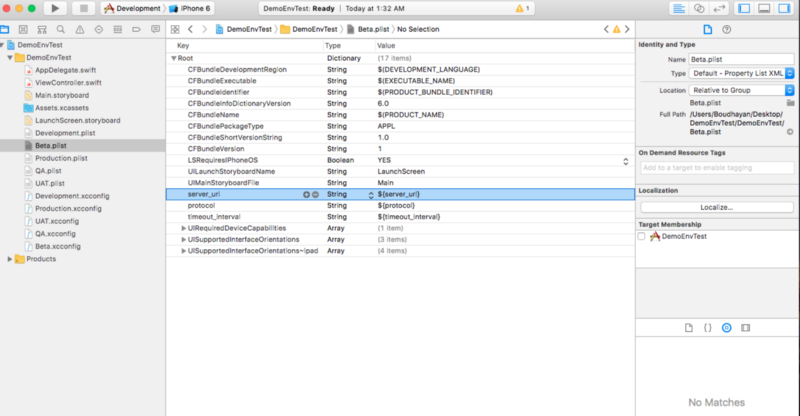 Development
iPhone 6
DemoEnvTest: Ready
Today at 1:32 AM
1
DemoEnvTest
DemoEnvTest
Beta.plist
No Selection
DemoEnvTest
DemoEnvTest
AppDelegate.swift
ViewController.swift
Main.storyboard
Assets.xcassets
LaunchScreen.storyboard
Development.plist
Beta.plist
Production.plist
QA.plist
UAT.plist
Development.xcconfig
Production.xcconfig
UAT.xcconfig
QA.xcconfig
Beta.xcconfig
Products
Key Type Value
Root Dictionary (17 items)
CFBundleDevelopmentRegion String $(DEVELOPMENT_LANGUAGE)
CFBundleExecutable String $(EXECUTABLE_NAME)
CFBundleIdentifier String $(PRODUCT_BUNDLE_IDENTIFIER)
CFBundleInfoDictionaryVersion String 6.0
CFBundleName String $(PRODUCT_NAME)
CFBundlePackageType String APPL
CFBundleShortVersionString String 1.0
CFBundleVersion String 1
LSRequiresIPhoneOS Boolean YES
UILaunchStoryboardName String LaunchScreen
UIMainStoryboardFile String Main
server_url String ${server_url}
protocol String ${protocol}
timeout_interval String ${timeout_interval}
UIRequiredDeviceCapabilities Array (1 item)
UISupportedInterfaceOrientations Array (3 items)
UISupportedInterfaceOrientations~ipad Array (4 items)
Identity and Type
Name Beta.plist
Type Default - Property List XML
Location Relative to Group
Beta.plist
Full Path /Users/Boudhayan/Desktop/
DemoEnvTest/DemoEnvTest/
Beta.plist
On Demand Resource Tags
Add to a target to enable tagging
Localization
Localize...
Target Membership
DemoEnvTest
No Matches